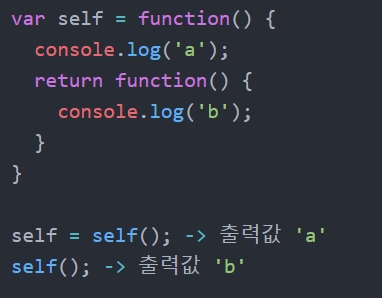 var self = function() {
  console.log('a');
  return function() {
    console.log('b');
  }
}

self = self(); -> 출력값 'a'
self(); -> 출력값 'b'